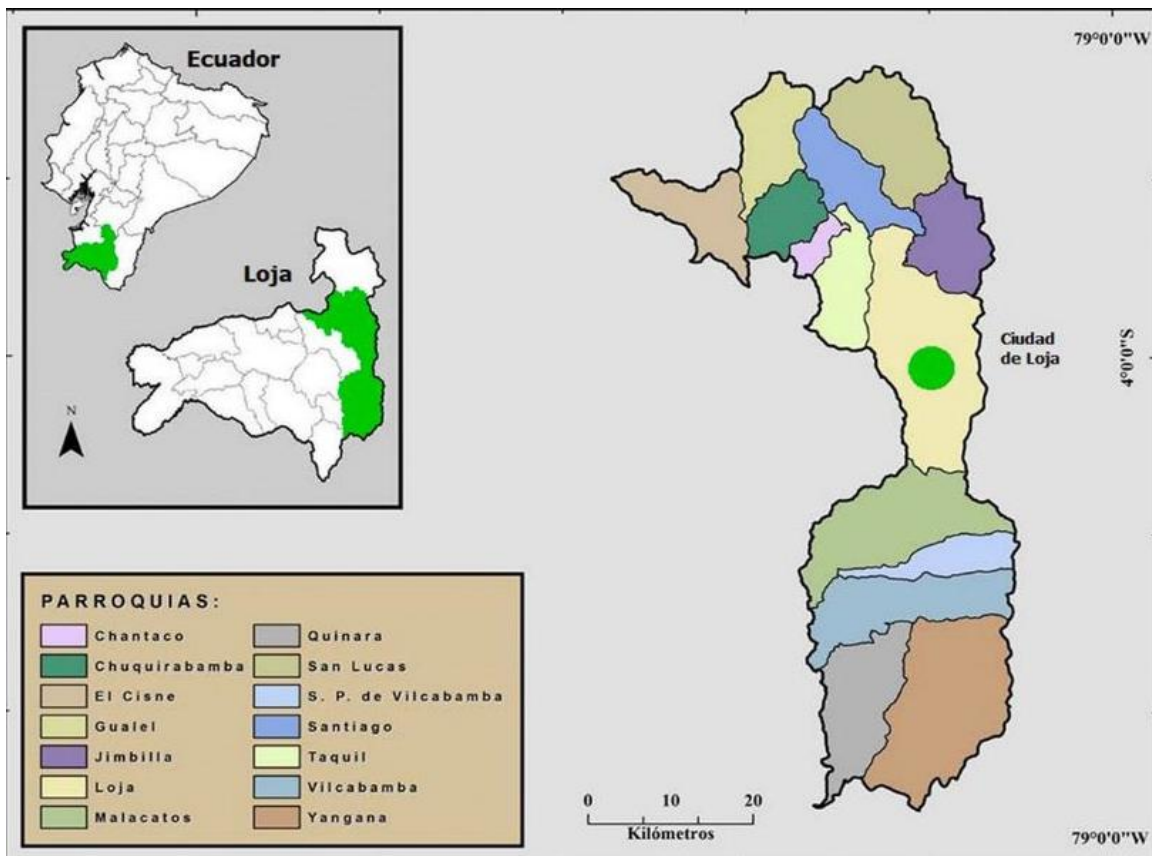 79°0'0"W
Ecuador
Loja
N
Ciudad
de Loja
4°0'0"S
PARROQUIAS:
Chantaco
Chuquirabamba
El Cisne
Gualel
Jimbilla
Loja
Malacatos
Quinara
San Lucas
S. P. de Vilcabamba
Santiago
Taquil
Vilcabamba
Yangana
0 10 20
Kilómetros
79°0'0"W